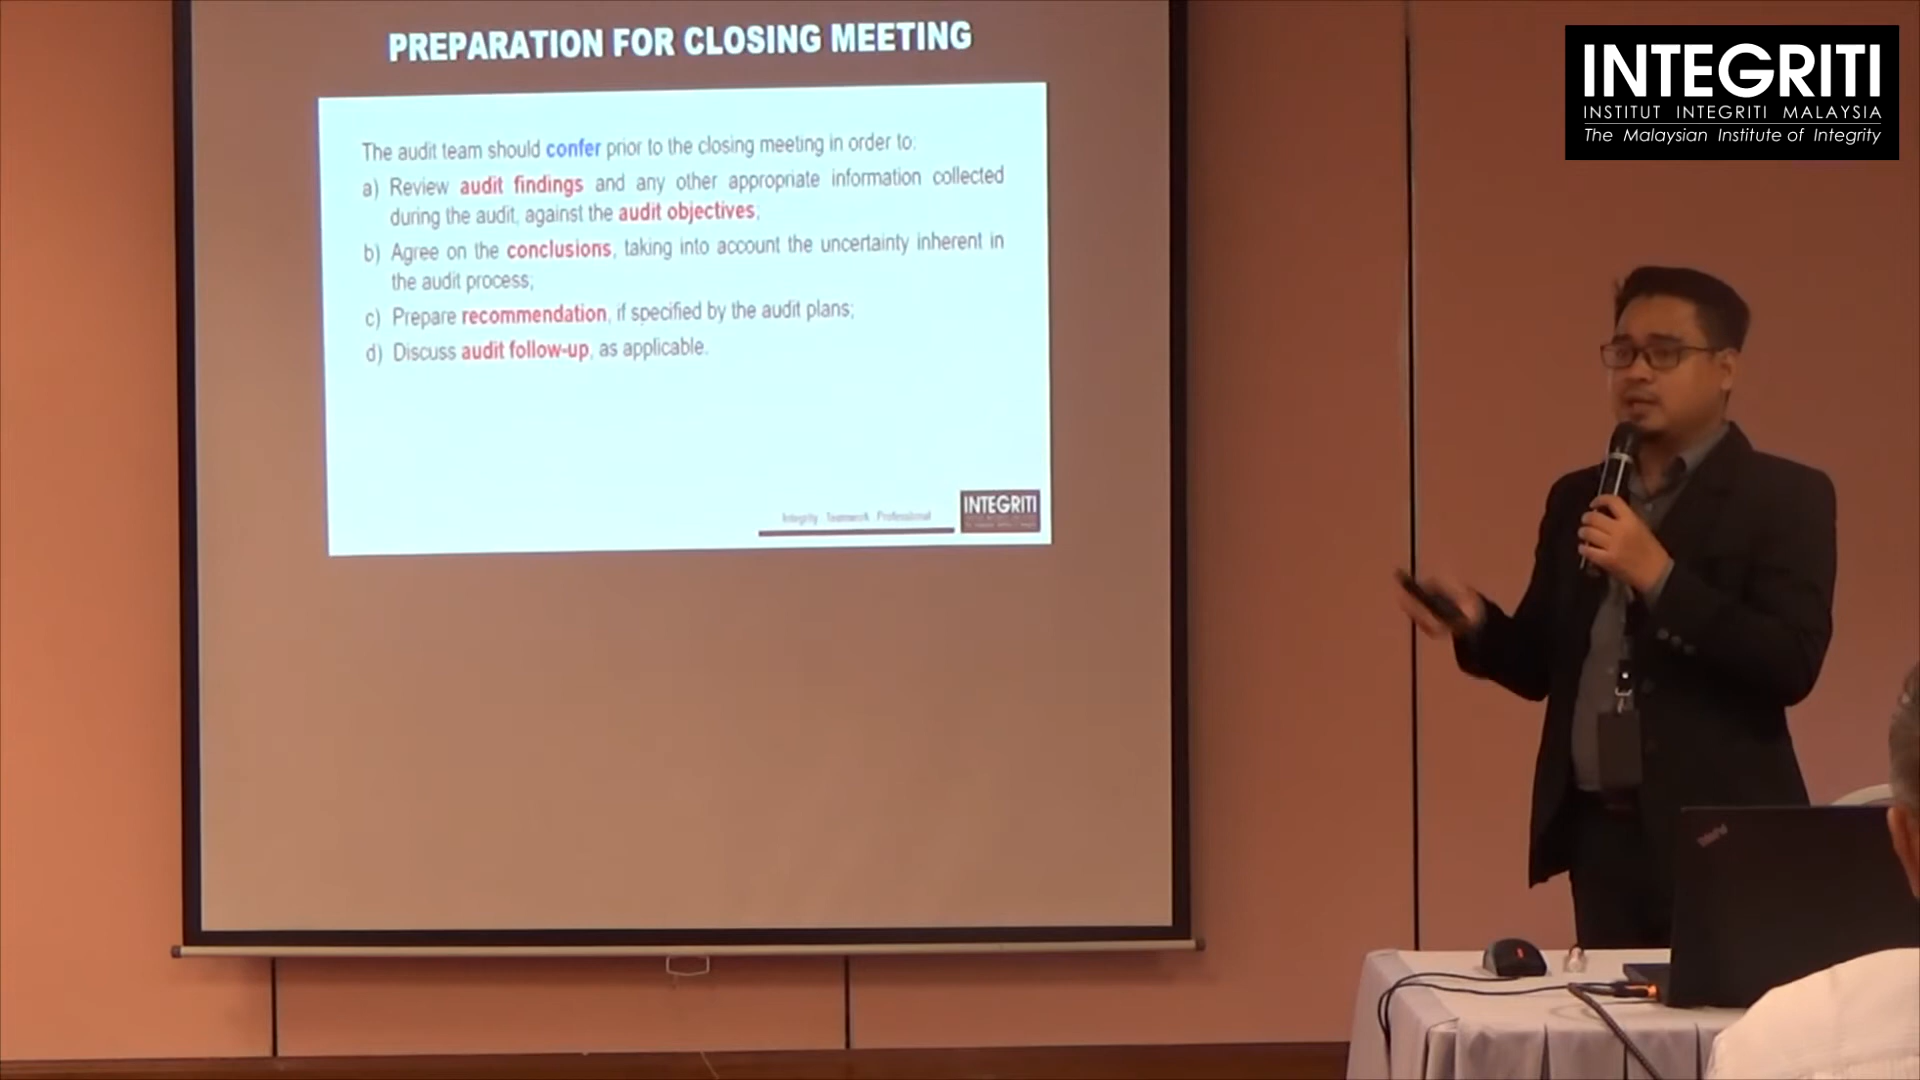 PREPARATION FOR CLOSING MEETING
The audit team should confer prior to the closing meeting in order to:
a) Review audit findings and any other appropriate information collected
during the audit, against the audit objectives;
b) Agree on the conclusions, taking into account the uncertainty inherent in
the audit process;
c) Prepare recommendation, if specified by the audit plans;
d) Discuss audit follow-up, as applicable.
Integrity Teamwork Professional
INTEGRITI
INTEGRITI
INSTITUT INTEGRITI MALAYSIA
The Malaysian Institute of Integrity
ThinkPad